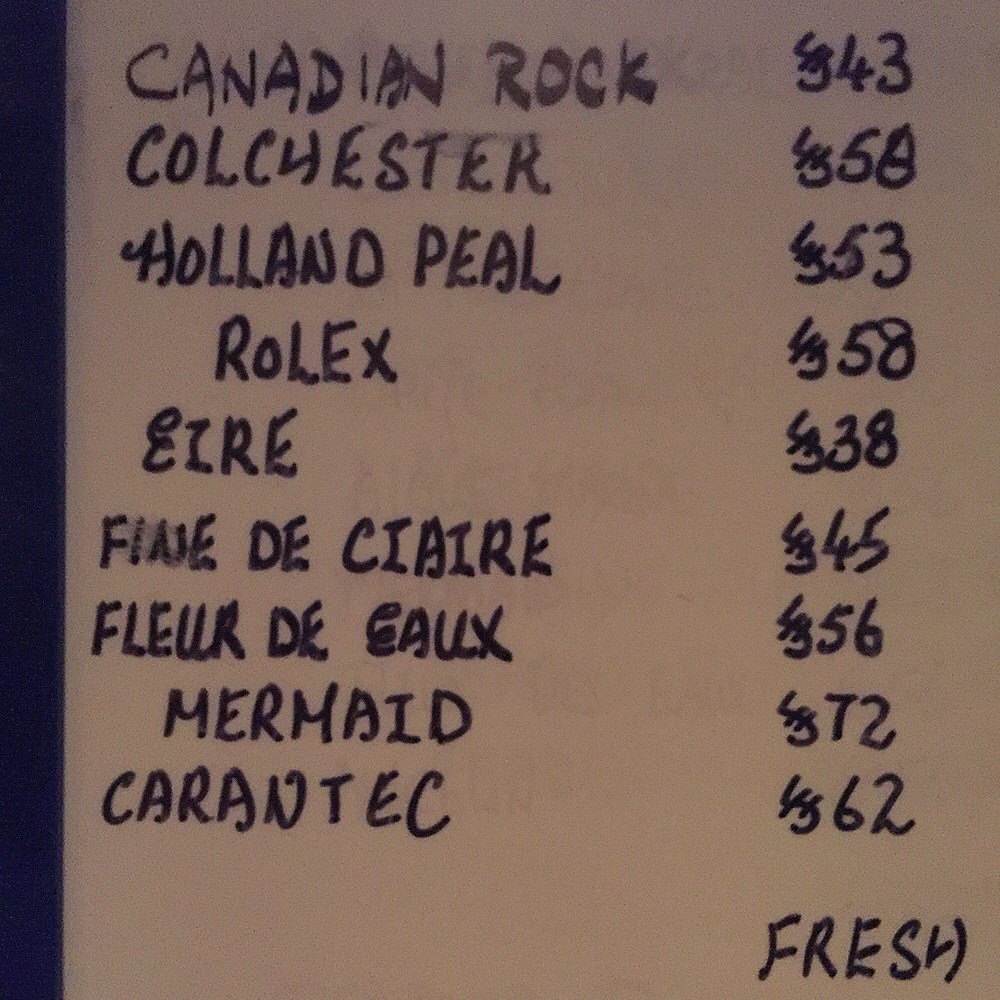 CANADIAN ROCK $43
COLCHESTER $58
HOLLAND PEAL $53
ROLEX $58
EIRE $38
FINE DE CIAIRE $45
FLEUR DE EAUX $56
MERMAID $72
CARANTEC $62
FRESH